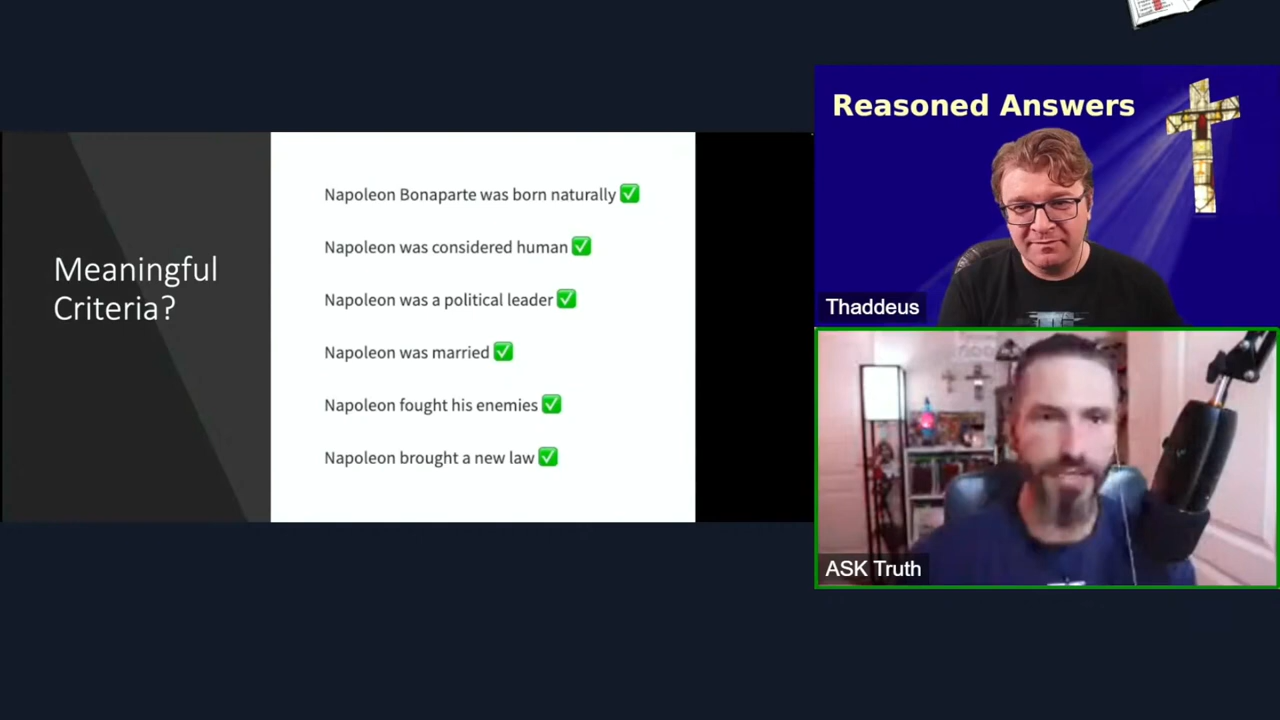 Meaningful
Criteria?
Napoleon Bonaparte was born naturally ✅
Napoleon was considered human ✅
Napoleon was a political leader ✅
Napoleon was married ✅
Napoleon fought his enemies ✅
Napoleon brought a new law ✅
Reasoned Answers
Thaddeus
ASK Truth